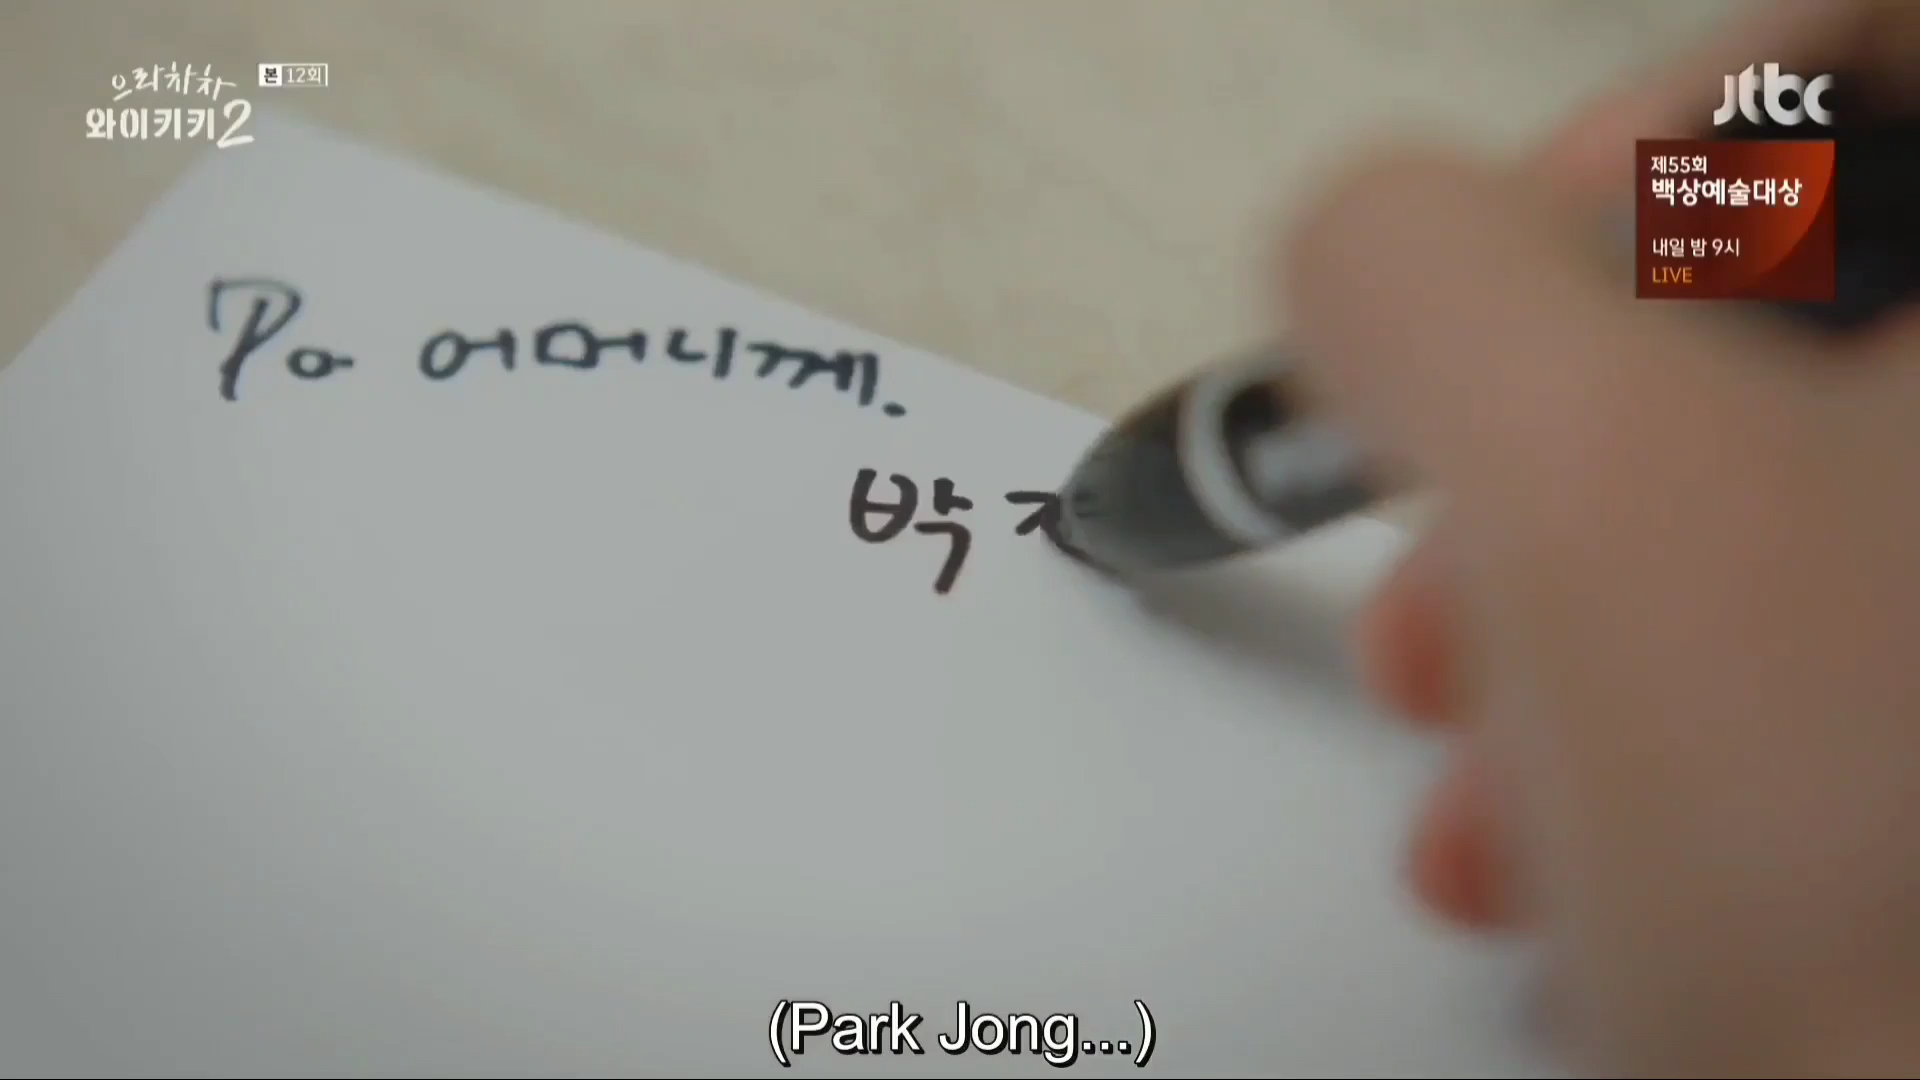 으라차차
와이키키2
본 12회
jtbc
제55회
백상예술대상
내일 밤 9시
LIVE
어머니께.
박 ㅈ
(Park Jong...)